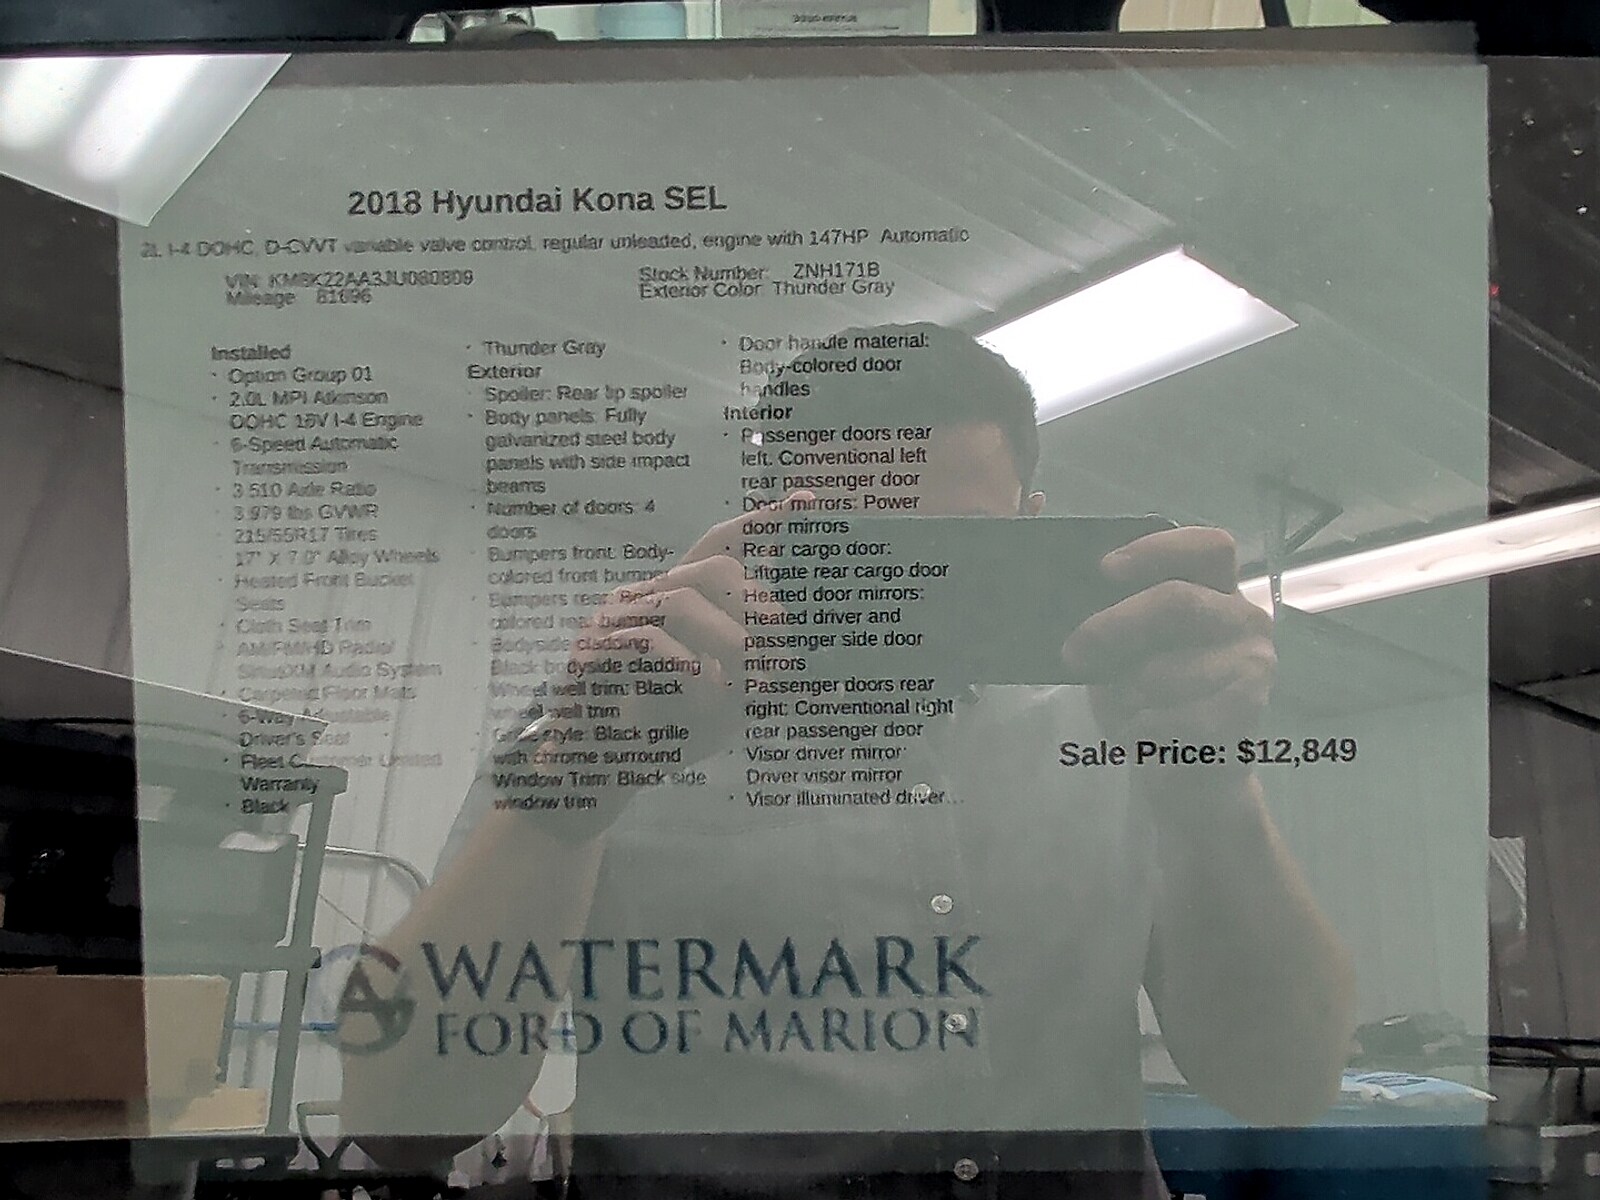 2018 Hyundai Kona SEL
2L I-4 DOHC, D-CVVT variable valve control, regular unleaded, engine with 147HP Automatic
VIN: KM8K22AA3JU080809
Mileage 81696
Stock Number: ZNH171B
Exterior Color: Thunder Gray
Installed
· Option Group 01
· 2.0L MPI Atkinson
DOHC 16V I-4 Engine
· 6-Speed Automatic
Transmission
· 3.510 Axle Ratio
· 3,979 lbs GVWR
· 215/55R17 Tires
· 17" X 7.0" Alloy Wheels
· Heated Front Bucket
Seats
· Cloth Seat Trim
· AM/FM/HD Radio/
SiriusXM Audio System
· Carpeted Floor Mats
· 6-Way Adjustable
Driver's Seat
· Fleet Customer Limited
Warranty
· Black
· Thunder Gray
Exterior
· Spoiler: Rear lip spoiler
· Body panels: Fully
galvanized steel body
panels with side impact
beams
· Number of doors: 4
doors
· Bumpers front: Body-
colored front bumper
· Bumpers rear: Body-
colored rear bumper
· Bodyside cladding:
Black bodyside cladding
· Wheel well trim: Black
wheel well trim
· Grille style: Black grille
with chrome surround
· Window Trim: Black side
window trim
· Door handle material:
Body-colored door
handles
Interior
· Passenger doors rear
left: Conventional left
rear passenger door
· Door mirrors: Power
door mirrors
· Rear cargo door:
Liftgate rear cargo door
· Heated door mirrors:
Heated driver and
passenger side door
mirrors
· Passenger doors rear
right: Conventional right
rear passenger door
· Visor driver mirror:
Driver visor mirror
· Visor illuminated driver...
Sale Price: $12,849
AG WATERMARK
FORD OF MARION